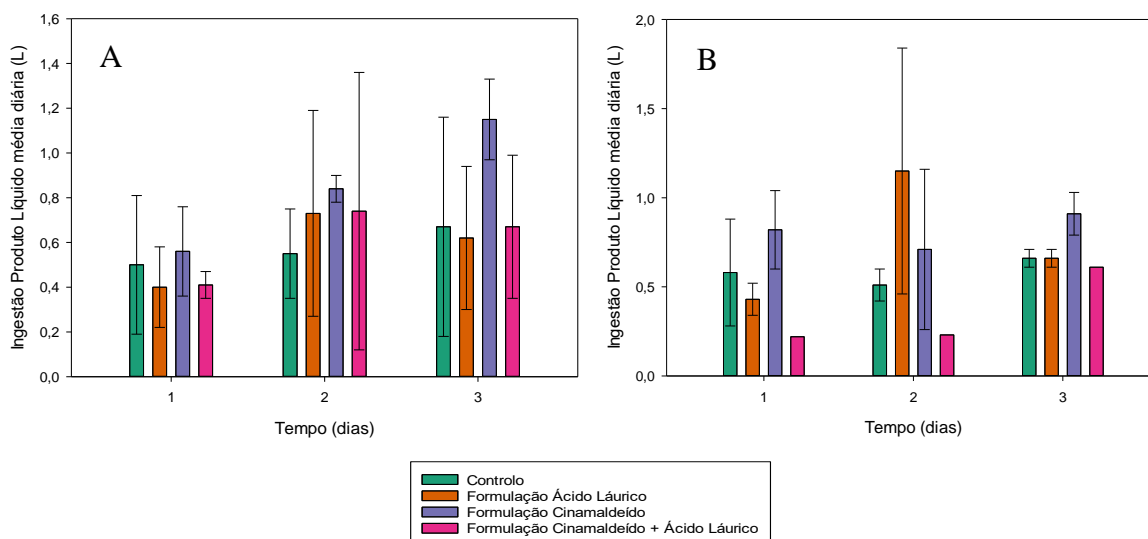 A
Ingestão Produto Líquido média diária (L)
1,6
1,4
1,2
1,0
0,8
0,6
0,4
0,2
0,0
1
2
3
Tempo (dias)
B
Ingestão Produto Líquido média diária (L)
2,0
1,5
1,0
0,5
0,0
1
2
3
Tempo (dias)
Controlo
Formulação Ácido Láurico
Formulação Cinamaldeído
Formulação Cinamaldeído + Ácido Láurico